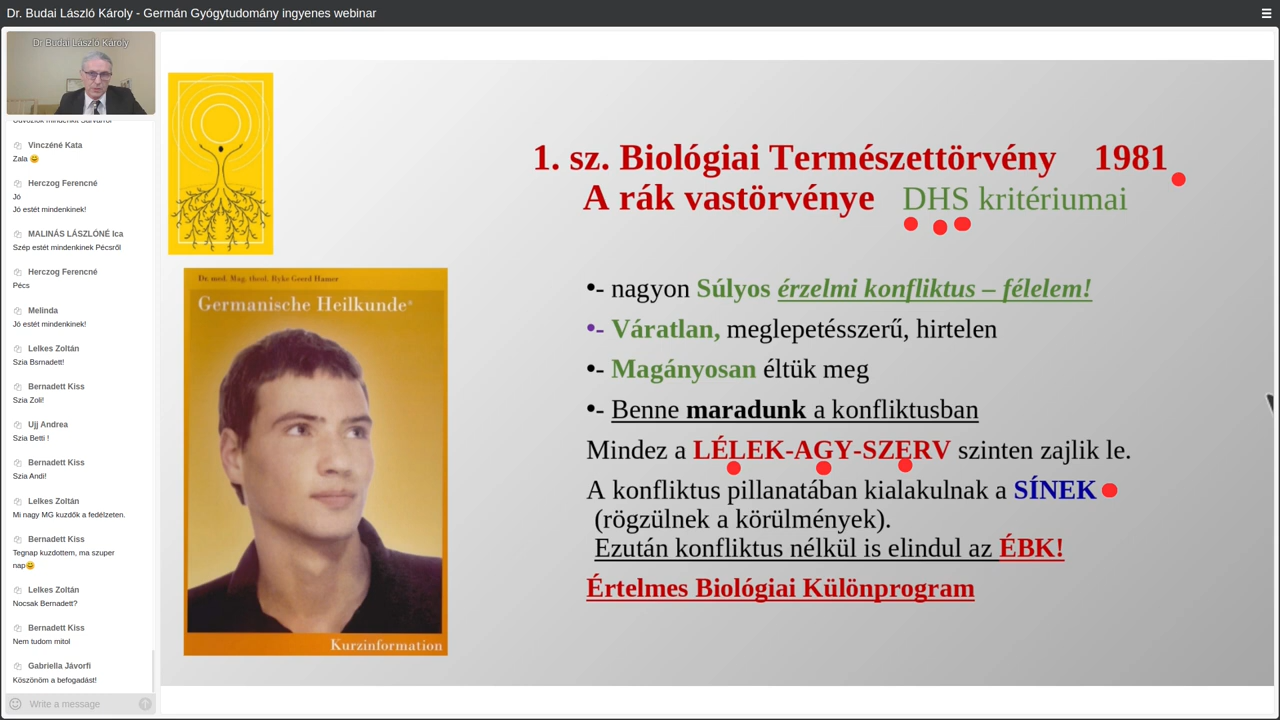 Dr. Budai László Károly - Germán Gyógytudomány ingyenes webinar
Dr Budai László Károly
Vinczéné Kata
Zala
Herczog Ferencné
Jó
Jó estét mindenkinek!
MALINÁS LÁSZLÓNÉ Ica
Szép estét mindenkinek Pécsről
Herczog Ferencné
Pécs
Melinda
Jó estét mindenkinek!
Lelkes Zoltán
Szia Bsrnadett!
Bernadett Kiss
Szia Zoli!
Ujj Andrea
Szia Betti !
Bernadett Kiss
Szia Andi!
Lelkes Zoltán
Mi nagy MG kuzdők a fedélzeten.
Bernadett Kiss
Tegnap kuzdottem, ma szuper
nap😊
Lelkes Zoltán
Nocsak Bernadett?
Bernadett Kiss
Nem tudom mitol
Gabriella Jávorfi
Köszönöm a befogadást!
Write a message
Dr. med. Mag. theol. Ryke Geerd Hamer
Germanische Heilkunde®
Kurzinformation
1. sz. Biológiai Természettörvény 1981
A rák vastörvénye DHS kritériumai
•- nagyon Súlyos érzelmi konfliktus – félelem!
•- Váratlan, meglepetésszerű, hirtelen
•- Magányosan éltük meg
•- Benne maradunk a konfliktusban
Mindez a LÉLEK-AGY-SZERV szinten zajlik le.
A konfliktus pillanatában kialakulnak a SÍNEK
(rögzülnek a körülmények).
Ezután konfliktus nélkül is elindul az ÉBK!
Értelmes Biológiai Különprogram